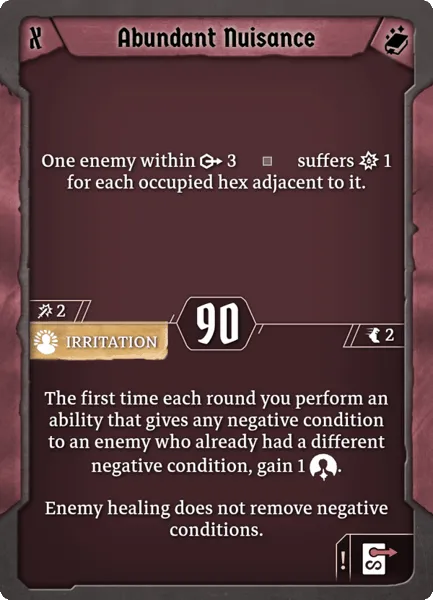 X Abundant Nuisance
One enemy within 3 suffers 1
for each occupied hex adjacent to it.
2
90
IRRITATION
2
The first time each round you perform an
ability that gives any negative condition
to an enemy who already had a different
negative condition, gain 1 .
Enemy healing does not remove negative
conditions.
! S